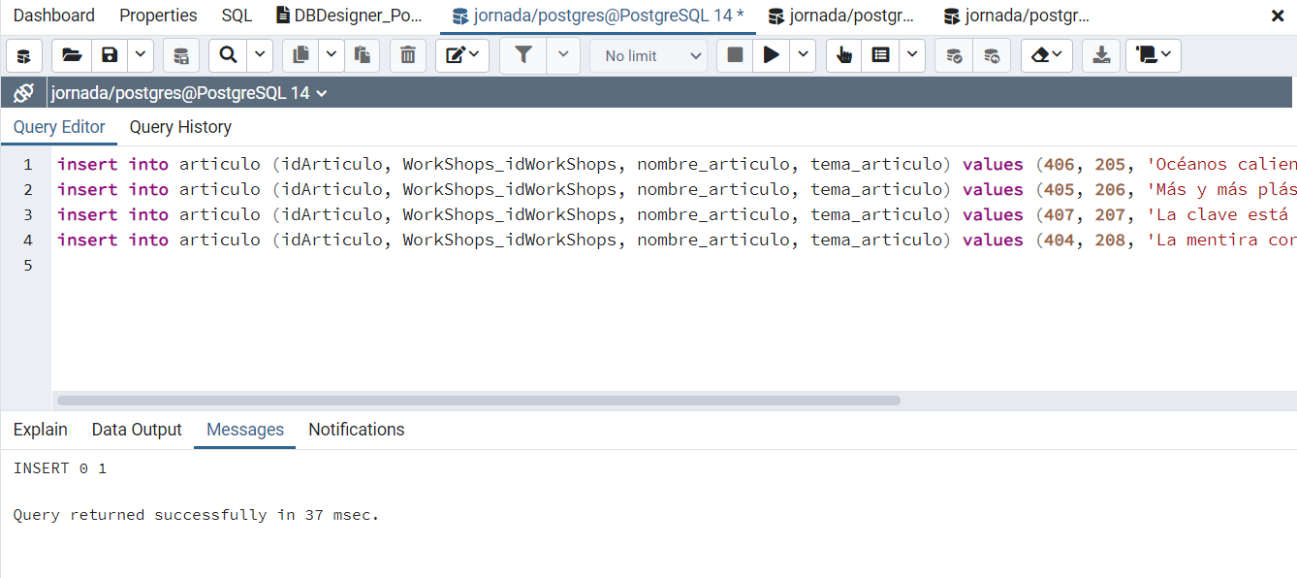 Dashboard Properties SQL DBDesigner_Po... jornada/postgres@PostgreSQL 14 * jornada/postgr... jornada/postgr...
No limit
jornada/postgres@PostgreSQL 14
Query Editor Query History
1 insert into articulo (idArticulo, WorkShops_idWorkShops, nombre_articulo, tema_articulo) values (406, 205, 'Océanos calien
2 insert into articulo (idArticulo, WorkShops_idWorkShops, nombre_articulo, tema_articulo) values (405, 206, 'Más y más plás
3 insert into articulo (idArticulo, WorkShops_idWorkShops, nombre_articulo, tema_articulo) values (407, 207, 'La clave está
4 insert into articulo (idArticulo, WorkShops_idWorkShops, nombre_articulo, tema_articulo) values (404, 208, 'La mentira cor
5
Explain Data Output Messages Notifications
INSERT 0 1
Query returned successfully in 37 msec.